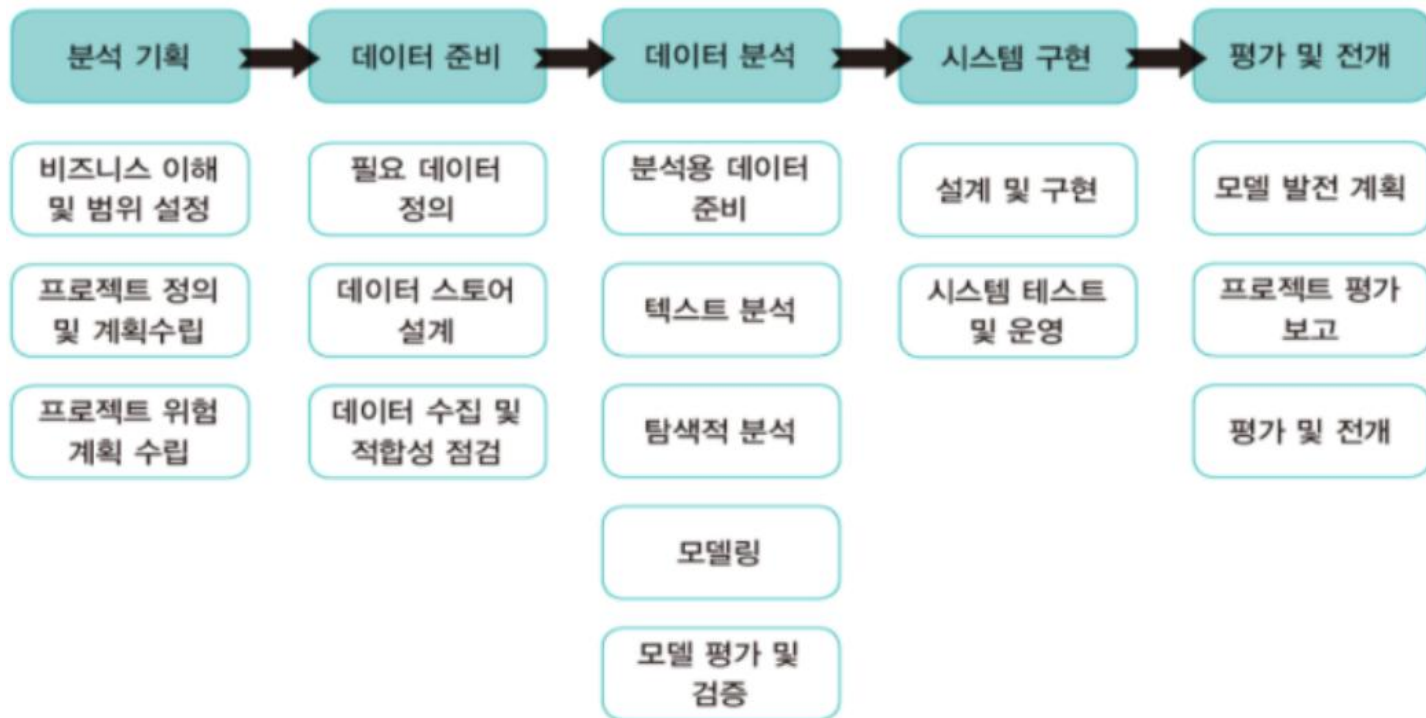 분석 기획
데이터 준비
데이터 분석
시스템 구현
평가 및 전개
비즈니스 이해
및 범위 설정
프로젝트 정의
및 계획수립
프로젝트 위험
계획 수립
필요 데이터
정의
데이터 스토어
설계
데이터 수집 및
적합성 점검
분석용 데이터
준비
텍스트 분석
탐색적 분석
모델링
모델 평가 및
검증
설계 및 구현
시스템 테스트
및 운영
모델 발전 계획
프로젝트 평가
보고
평가 및 전개